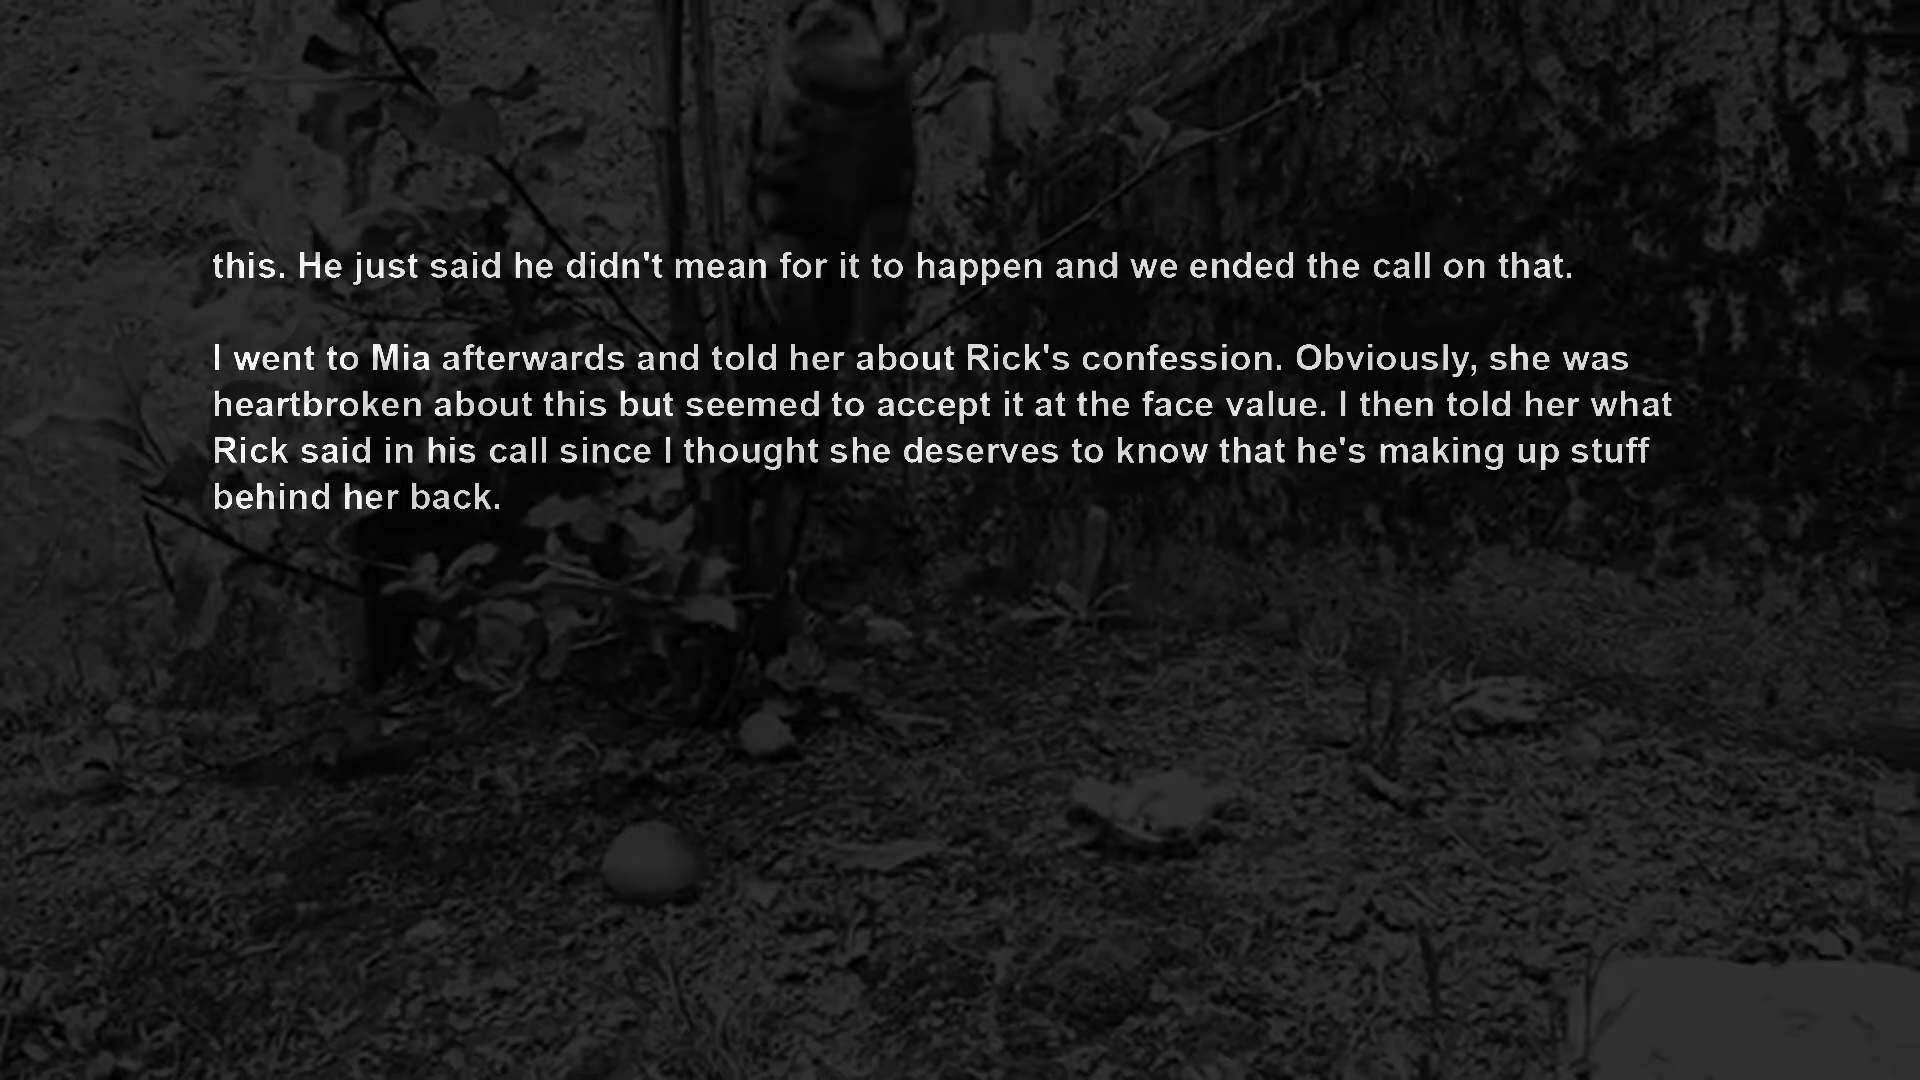 this. He just said he didn't mean for it to happen and we ended the call on that.
I went to Mia afterwards and told her about Rick's confession. Obviously, she was
heartbroken about this but seemed to accept it at the face value. I then told her what
Rick said in his call since I thought she deserves to know that he's making up stuff
behind her back.